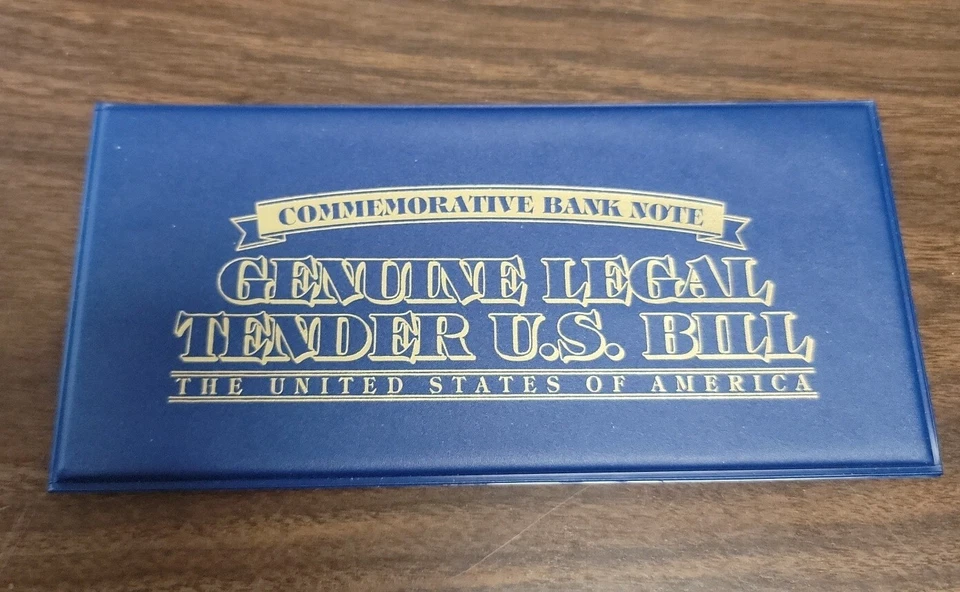 COMMEMORATIVE BANK NOTE
GENUINE LEGAL
TENDER U.S. BILL
THE UNITED STATES OF AMERICA